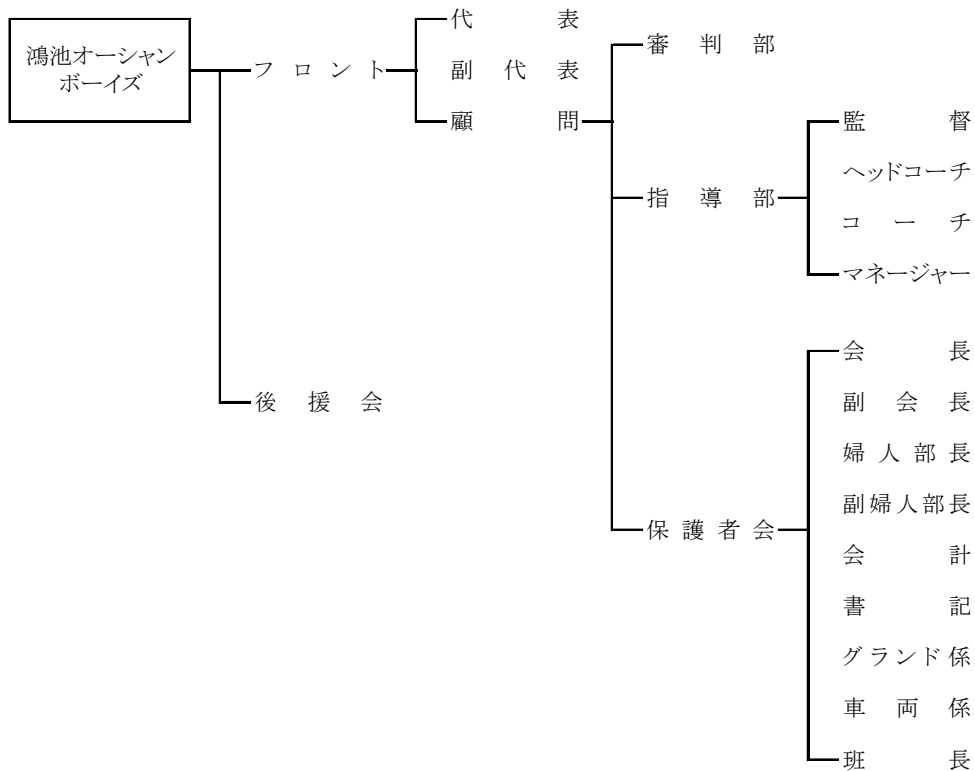 鴻池オーシャン
ボーイズ
フロント
代表
副代表
顧問
審判部
指導部
監督
ヘッドコーチ
コーチ
マネージャー
後援会
保護者会
会長
副会長
婦人部長
副婦人部長
会計
書記
グランド係
車両係
班長